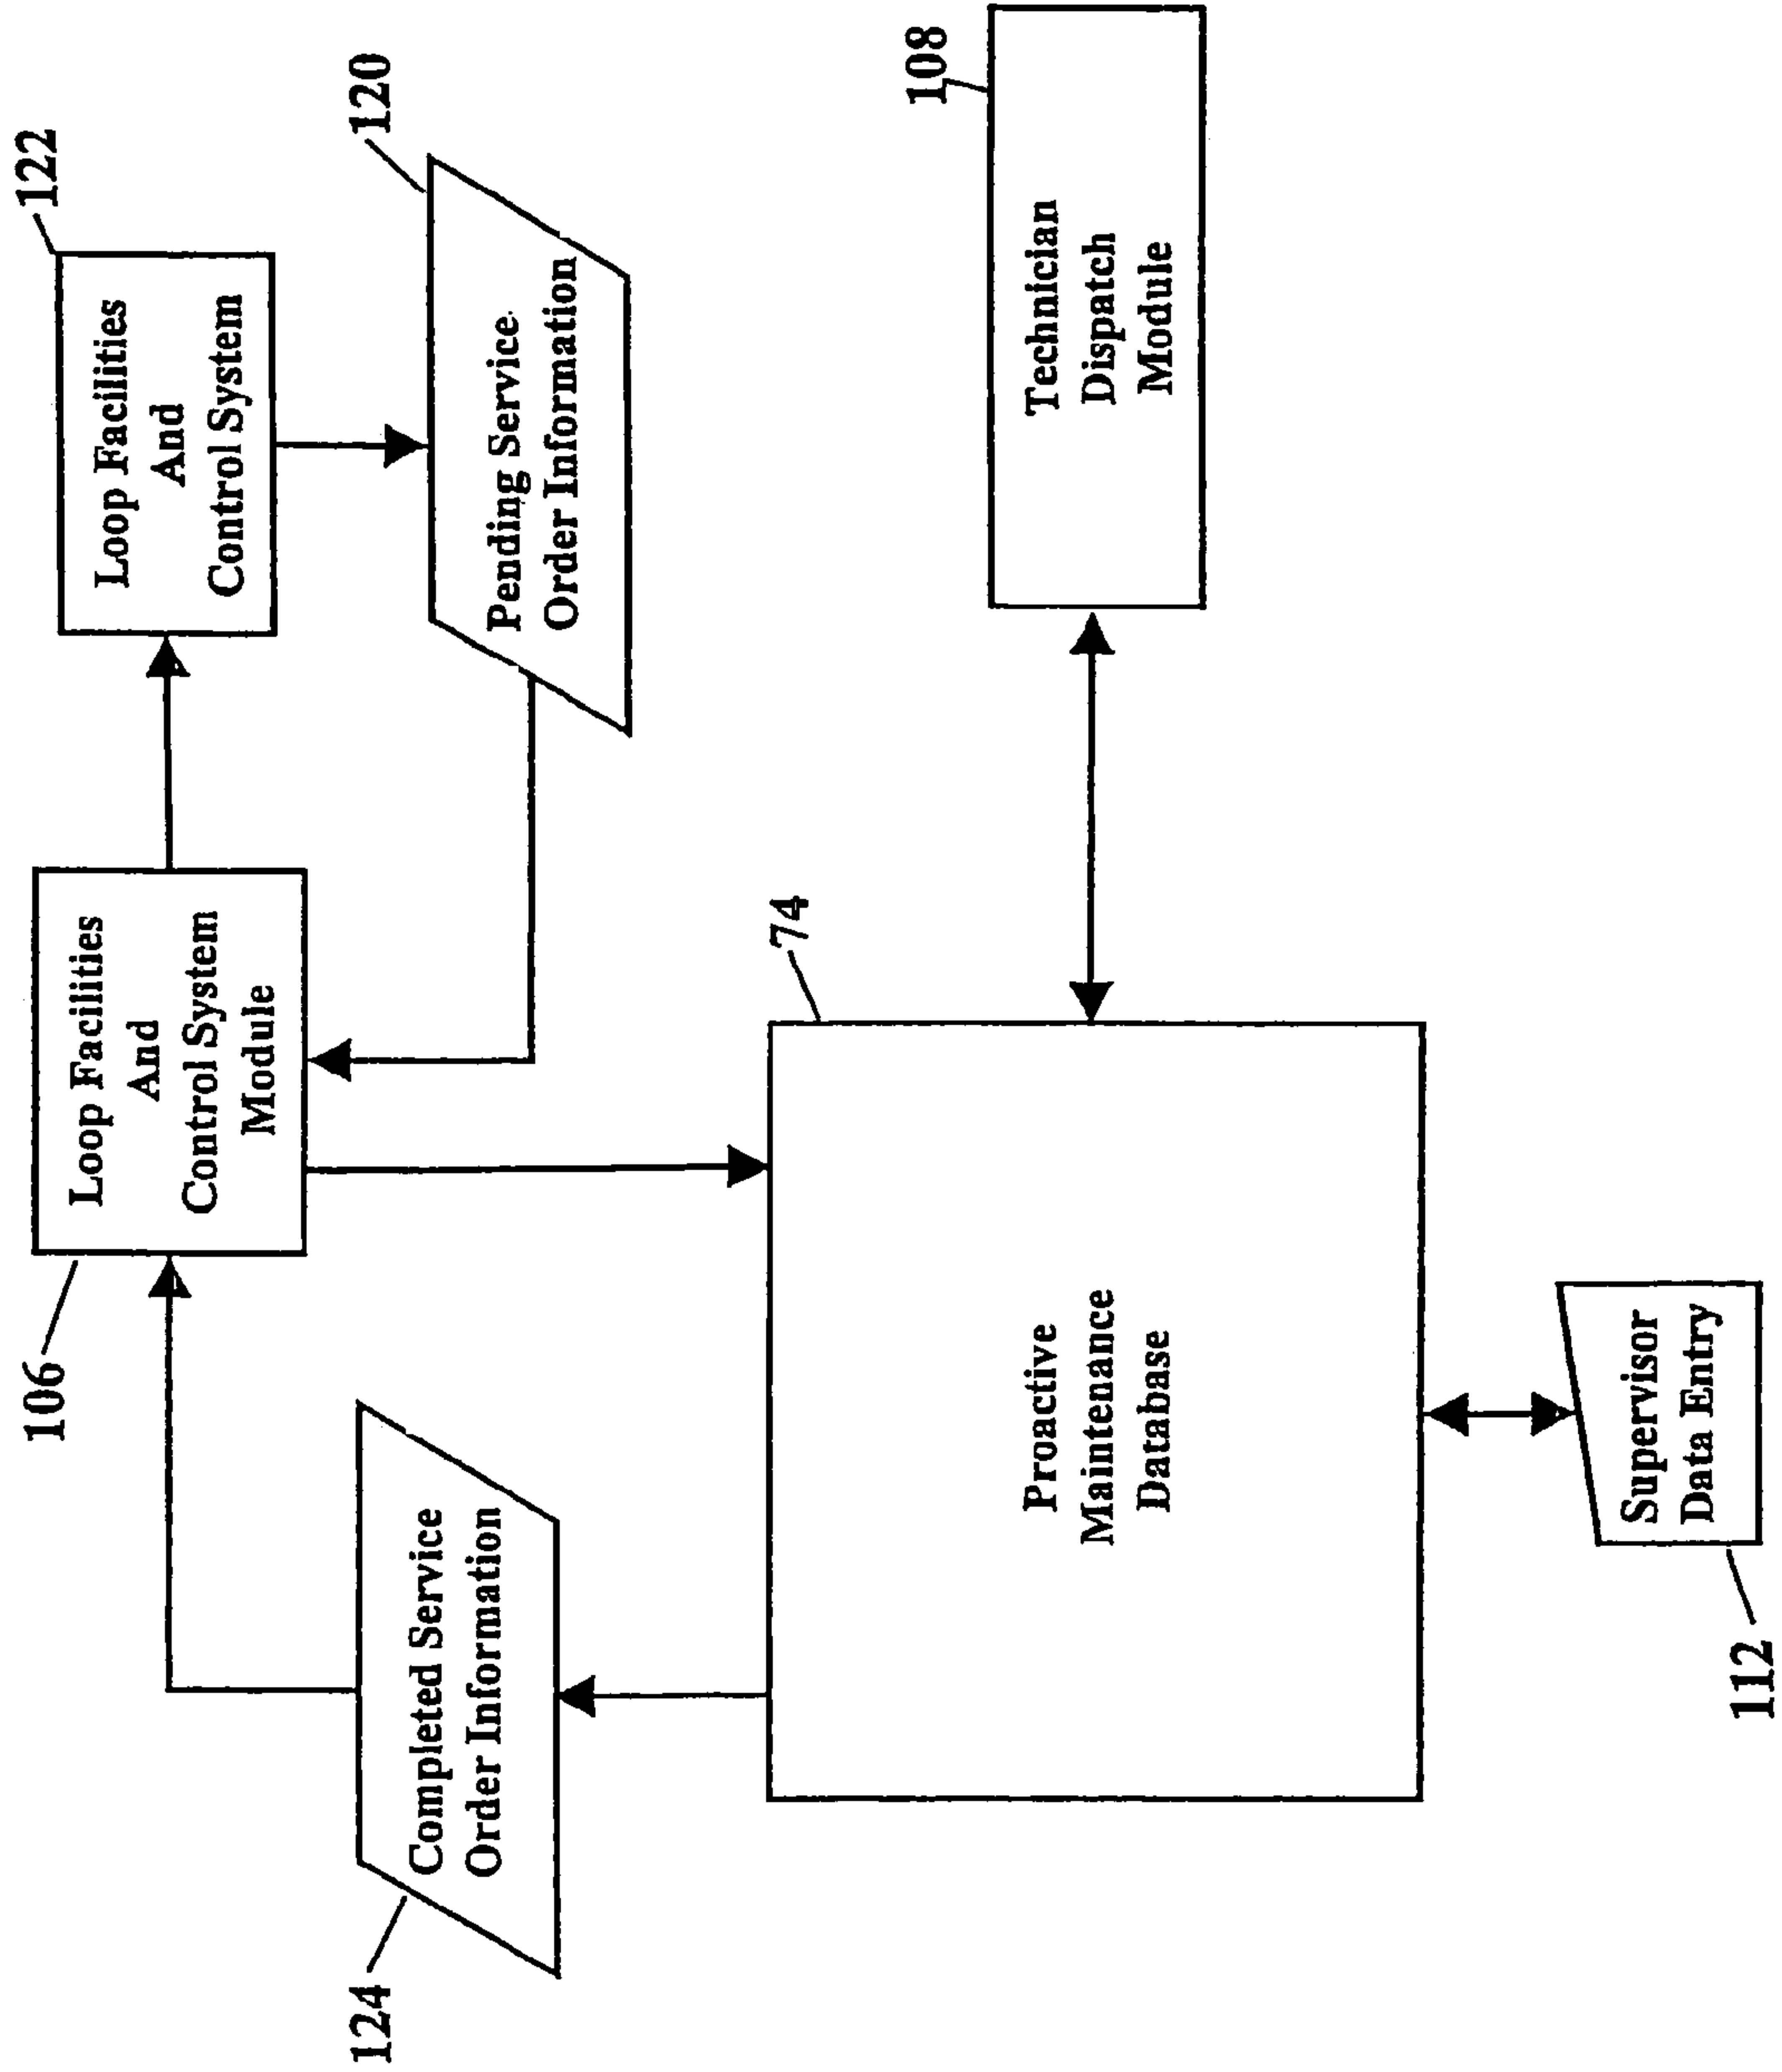 122
Loop Facilities
And
Control System
120
Pending Service
Order Information
106
Loop Facilities
And
Control System
Module
124
Completed Service
Order Information
74
Proactive
Maintenance
Database
108
Technician
Dispatch
Module
Supervisor
Data Entry
112